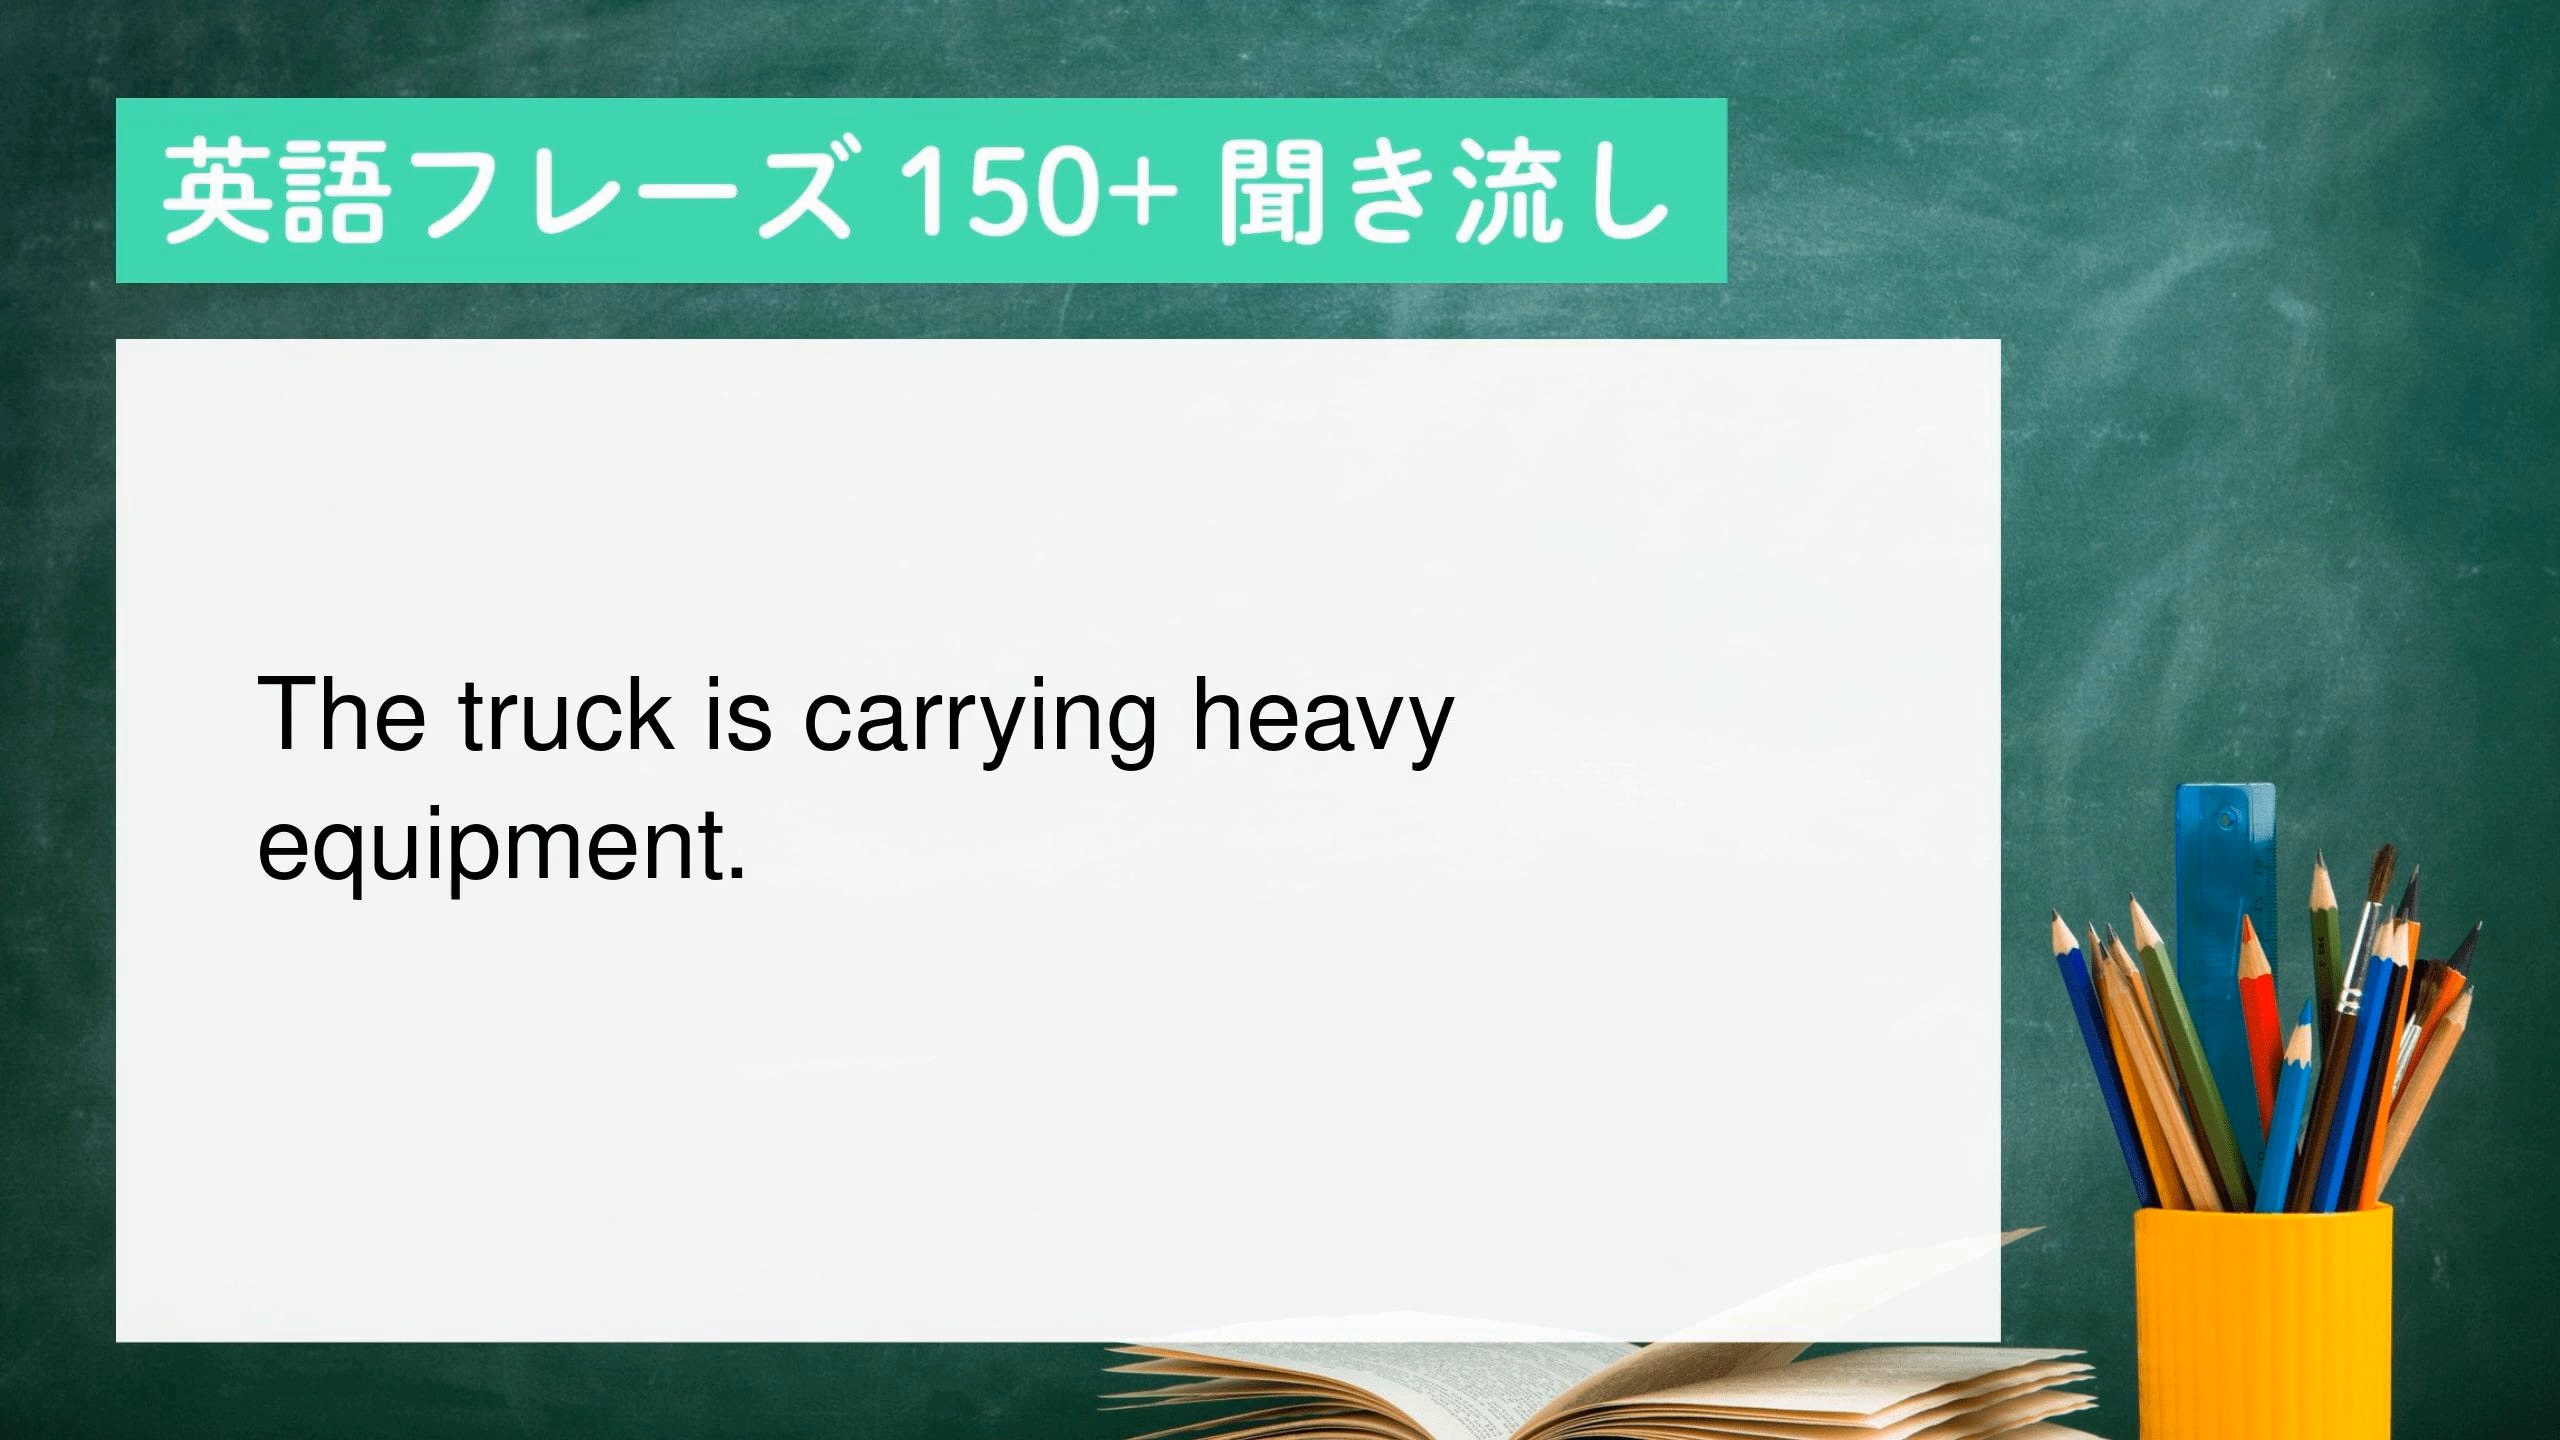 英語フレーズ 150+ 聞き流し
The truck is carrying heavy
equipment.